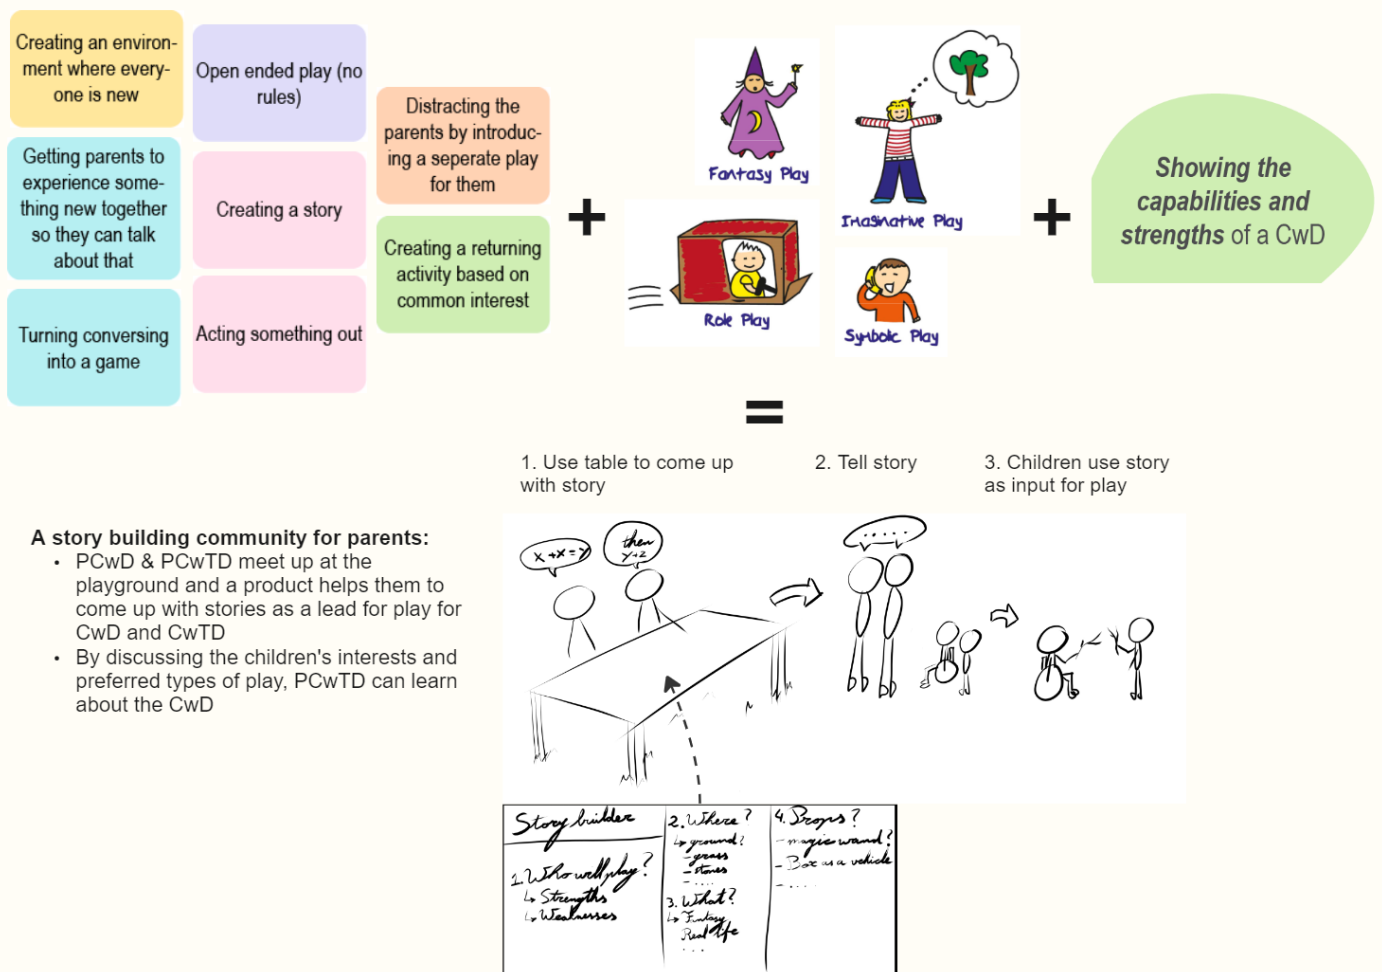 Creating an environ-
ment where every-
one is new
Getting parents to
experience some-
thing new together
so they can talk
about that
Turning conversing
into a game
Open ended play (no
rules)
Creating a story
Acting something out
Distracting the
parents by introduc-
ing a seperate play
for them
Creating a returning
activity based on
common interest
+
Fantasy Play
Imaginative Play
Role Play
Symbolic Play
+
Showing the
capabilities and
strengths of a CwD
=
A story building community for parents:
• PCwD & PCwTD meet up at the
playground and a product helps them to
come up with stories as a lead for play for
CwD and CwTD
• By discussing the children's interests and
preferred types of play, PCwTD can learn
about the CwD
1. Use table to come up
with story
2. Tell story
3. Children use story
as input for play
x + x = y
then
y+z
.....
Story builder
1. Who will play?
↳ Strengths
↳ Weaknesses
2. Where?
↳ ground?
- grass
- stones
- ....
3. What?
↳ Fantasy
Real life
...
4. Props?
- magic wand?
- Box as a vehicle
- ....